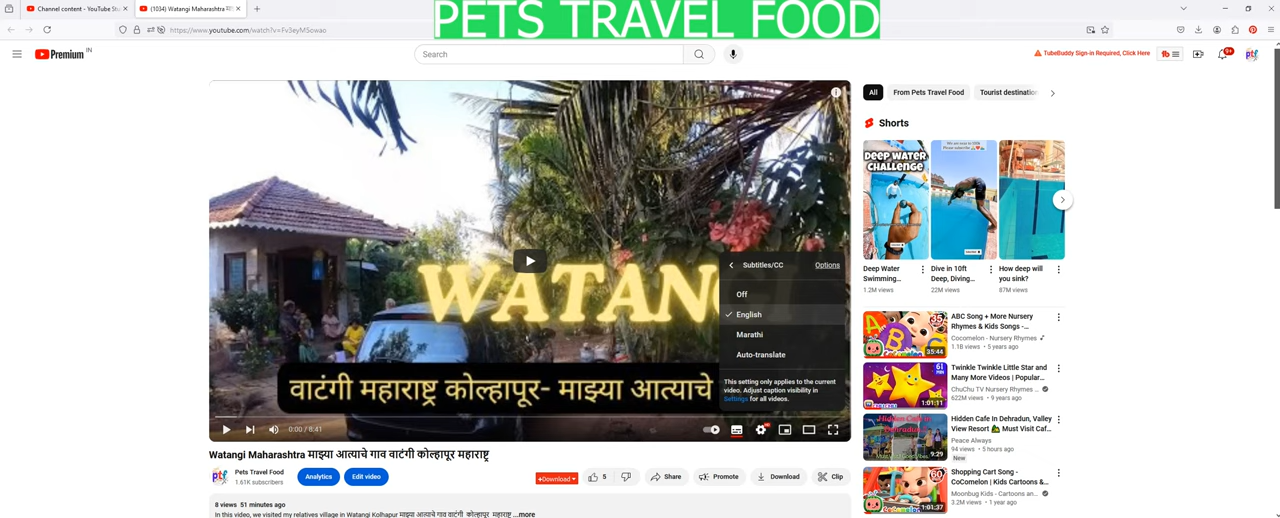 Channel content - YouTube Stu
(1034) Watangi Maharashtra माझ
PETS TRAVEL FOOD
https://www.youtube.com/watch?v=Fv3eyM5owao
Premium IN
Search
TubeBuddy Sign-in Required, Click Here
tb
9+
ptf
WATANGI
वाटंगी महाराष्ट्र कोल्हापूर- माझ्या आत्याचे
Subtitles/CC
Options
Off
English
Marathi
Auto-translate
This setting only applies to the current
video. Adjust caption visibility in
Settings for all videos.
0:00 / 8:41
Watangi Maharashtra माझ्या आत्याचे गाव वाटंगी कोल्हापूर महाराष्ट्र
Pets Travel Food
1.61K subscribers
Analytics
Edit video
+Download
5
Share
Promote
Download
Clip
8 views 51 minutes ago
In this video, we visited my relatives village in Watangi Kolhapur माझ्या आत्याचे गाव वाटंगी कोल्हापूर महाराष्ट्र ...more
All
From Pets Travel Food
Tourist destination
Shorts
DEEP WATER
CHALLENGE
Deep Water
Swimming...
1.2M views
Dive in 10ft
Deep, Diving...
22M views
How deep will
you sink?
87M views
35:44
ABC Song + More Nursery
Rhymes & Kids Songs -...
Cocomelon - Nursery Rhymes
1.1B views • 5 years ago
1:01:11
Twinkle Twinkle Little Star and
Many More Videos | Popular...
ChuChu TV Nursery Rhymes ...
622M views • 9 years ago
Hidden Cafe
9:29
Hidden Cafe In Dehradun, Valley
View Resort 🏕 Must Visit Caf...
Peace Always
94 views • 5 hours ago
New
1:01:37
Shopping Cart Song -
CoComelon | Kids Cartoons &...
Moonbug Kids - Cartoons an...
3.2M views • 1 year ago